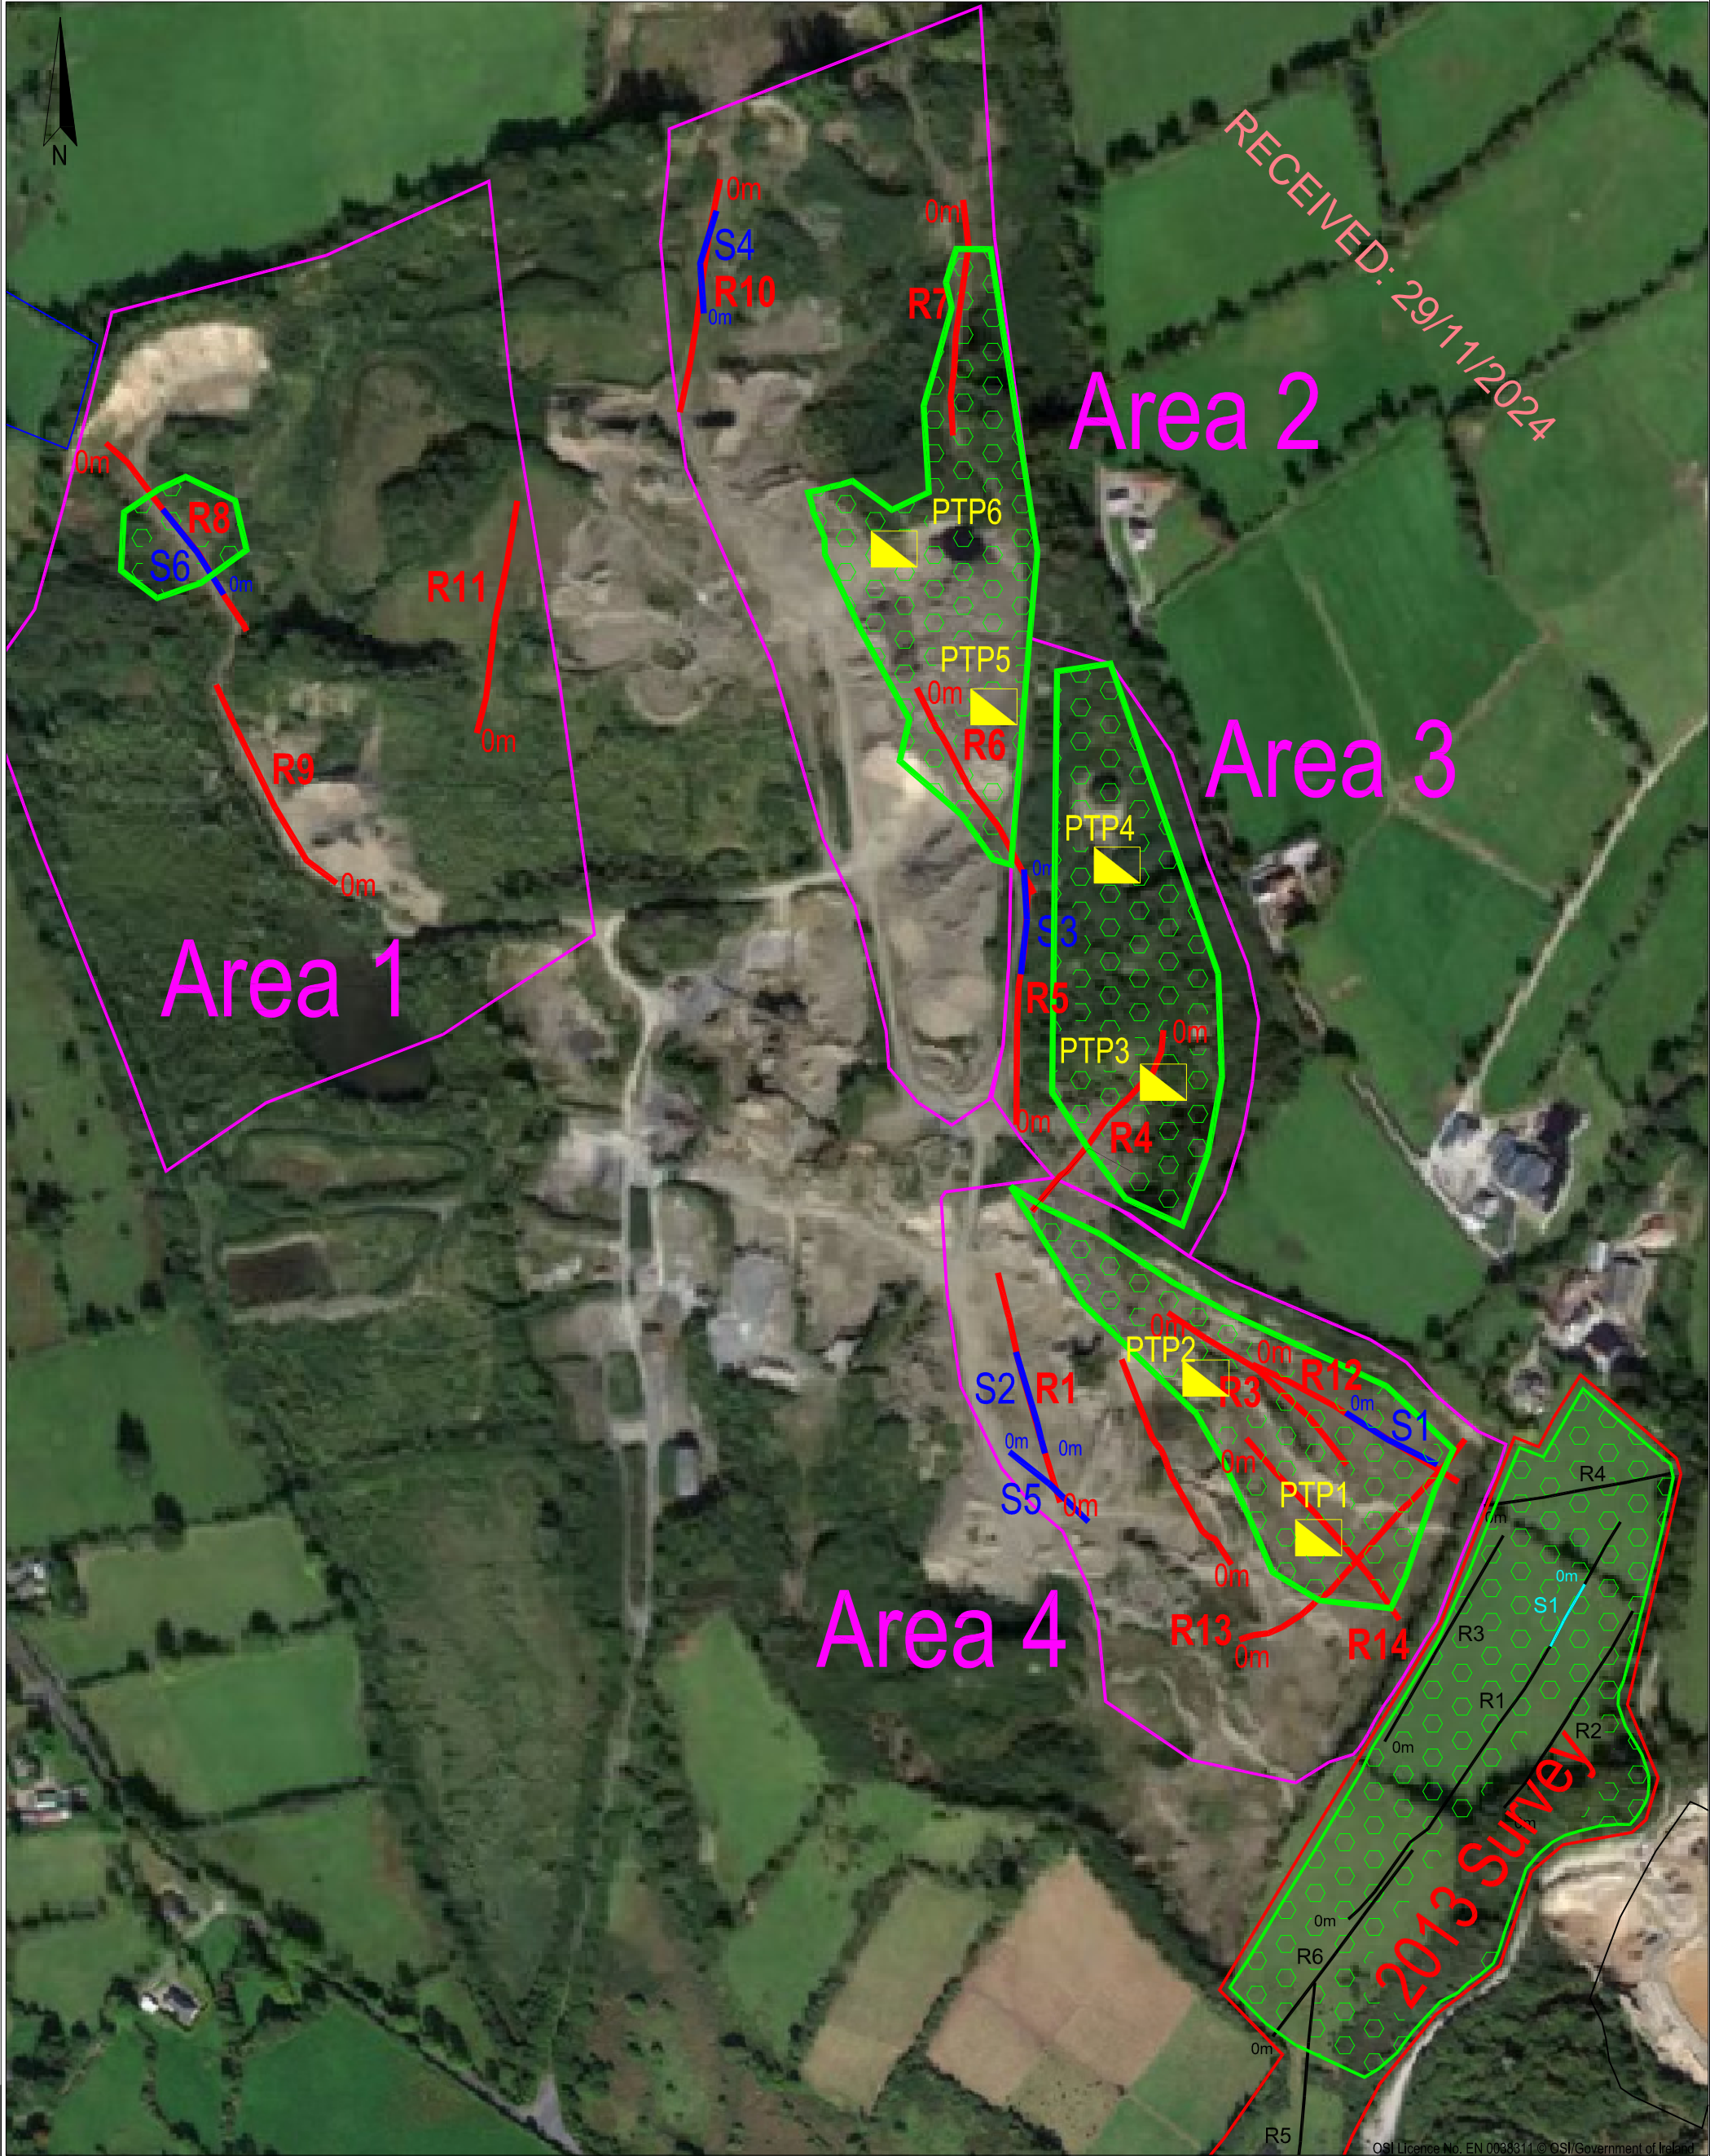 N
RECEIVED: 29/11/2024
0m
S4
R10
0m
0m
R7
Area 2
0m
R8
S6
0m
R11
0m
R9
0m
Area 1
PTP6
PTP5
0m
R6
Area 3
PTP4
0m
S3
R5
0m
PTP3
0m
R4
0m
PTP2
0m
R12
R3
0m
S1
S2
R1
0m
0m
S5
0m
0m
PTP1
0m
R13
0m
R14
Area 4
R4
0m
0m
S1
R3
R1
R2
0m
0m
2013 Survey
0m
R6
0m
R5
OSI Licence No. EN 0038311 © OSI/Government of Ireland